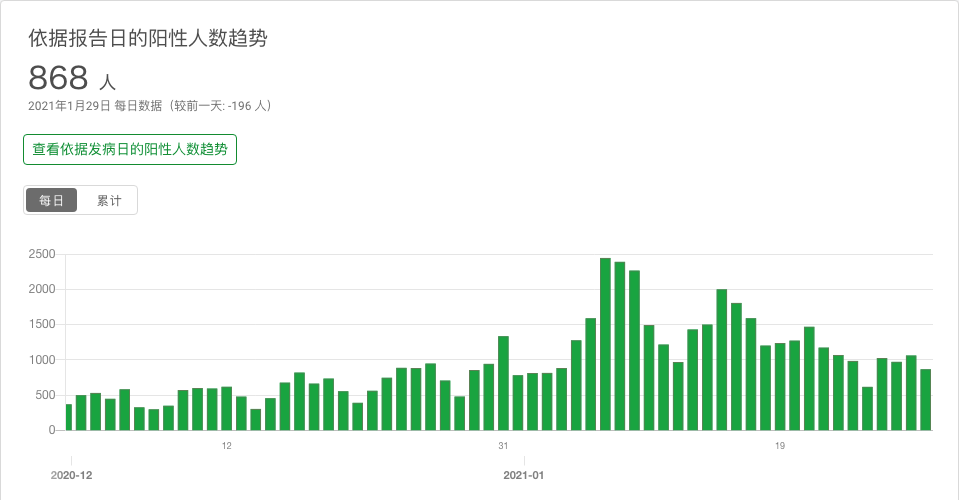 依据报告日的阳性人数趋势
868 人
2021年1月29日 每日数据（较前一天: -196 人）
查看依据发病日的阳性人数趋势
每日 累计
2500
2000
1500
1000
500
0
12 31 19
2020-12 2021-01